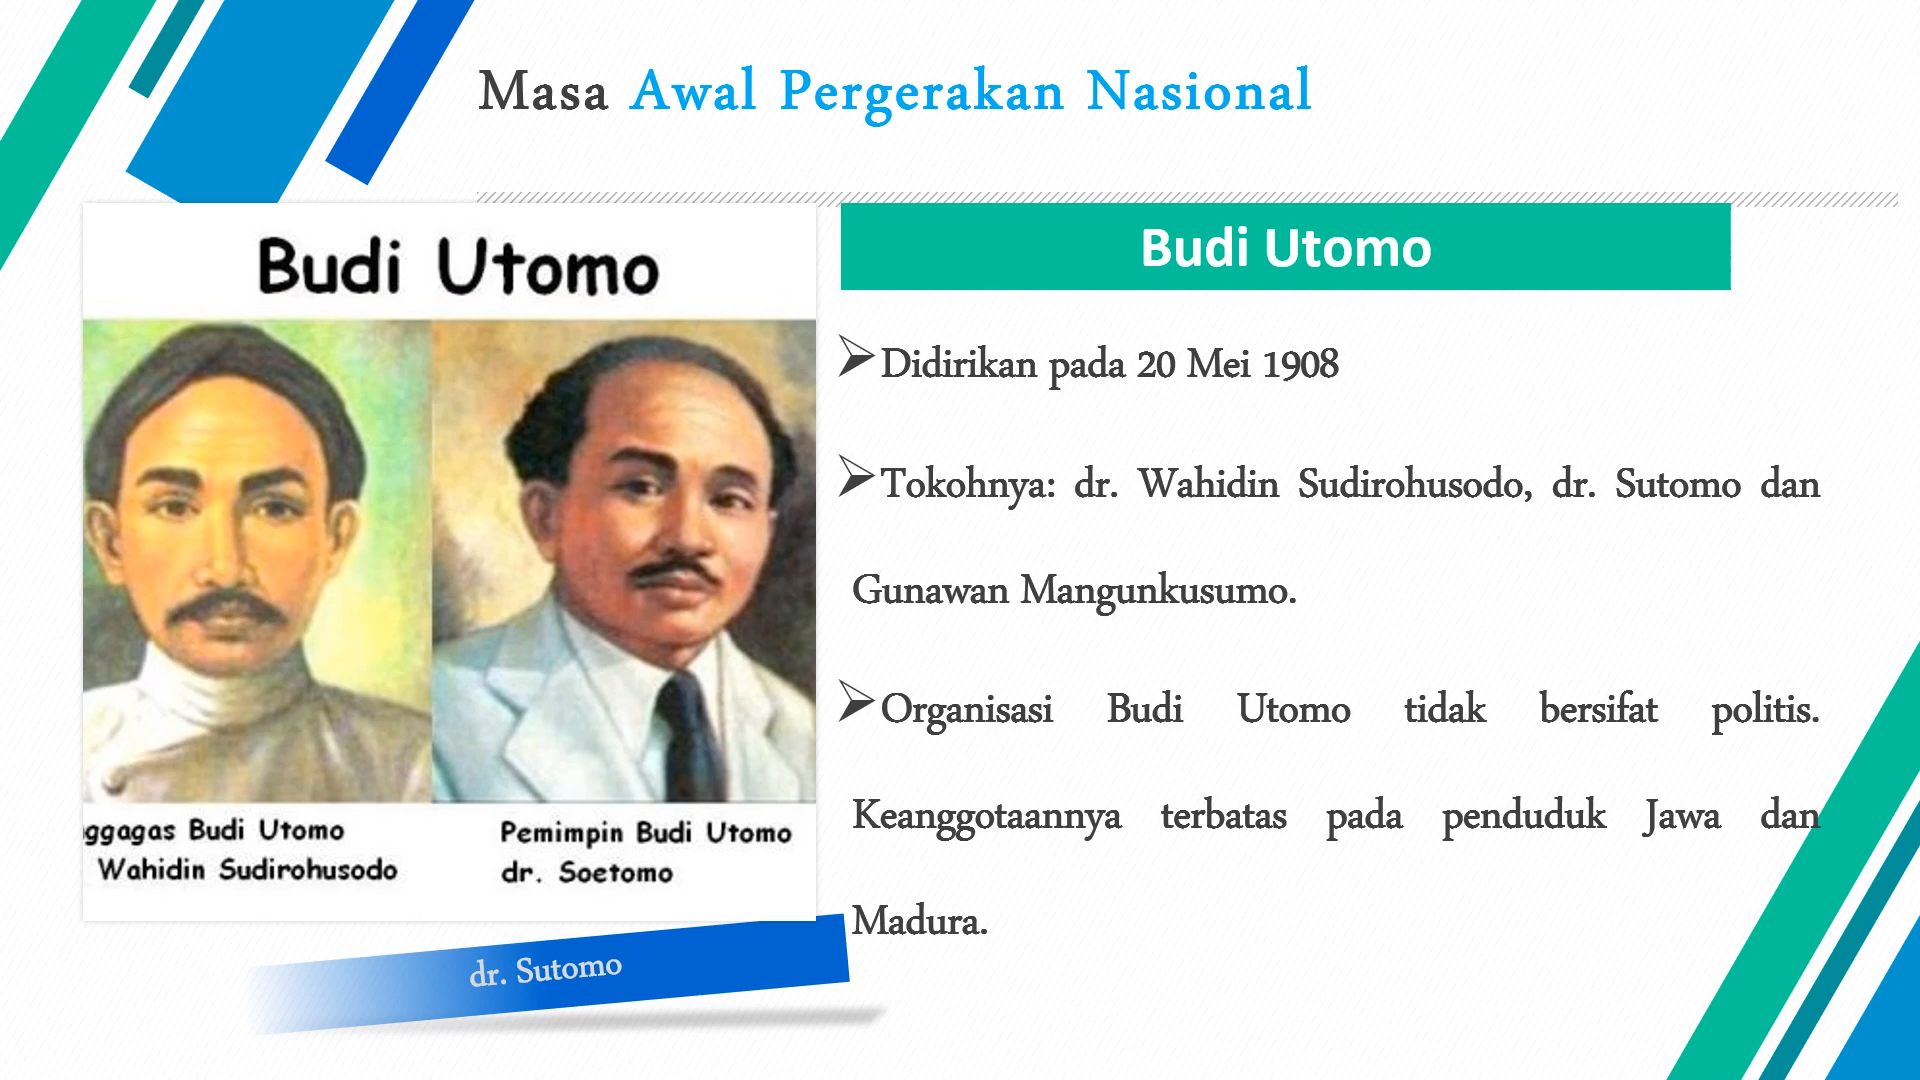 Masa Awal Pergerakan Nasional
Budi Utomo
ggagas Budi Utomo
Wahidin Sudirohusodo
Pemimpin Budi Utomo
dr. Soetomo
dr. Sutomo
Budi Utomo
Didirikan pada 20 Mei 1908
Tokohnya: dr. Wahidin Sudirohusodo, dr. Sutomo dan
Gunawan Mangunkusumo.
Organisasi Budi Utomo tidak bersifat politis.
Keanggotaannya terbatas pada penduduk Jawa dan
Madura.